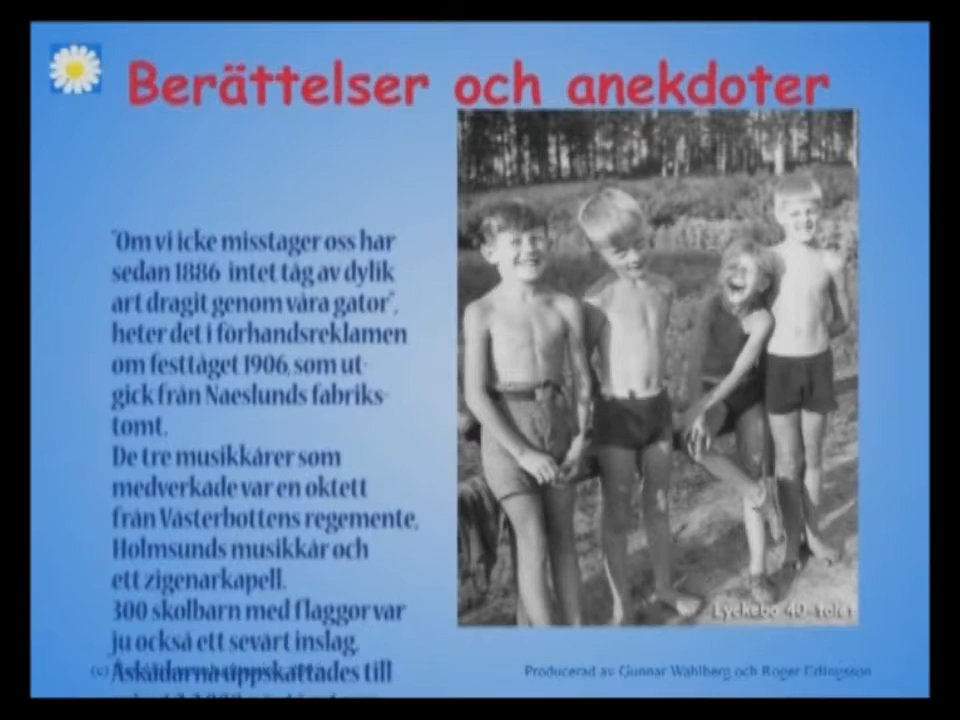 Berättelser och anekdoter
"Om vi icke misstager oss har
sedan 1886 intet tåg av dylik
art dragit genom våra gator",
heter det i förhandsreklamen
om festtåget 1906, som ut-
gick från Naeslunds fabriks-
tomt.
De tre musikkårer som
medverkade var en oktett
från Västerbottens regemente,
Holmsunds musikkår och
ett zigenarkapell.
300 skolbarn med flaggor var
ju också ett sevärt inslag.
Åskådarna uppskattades till
Lyckebo 40-talet
(c)
Producerad av Gunnar Wahlberg och Roger